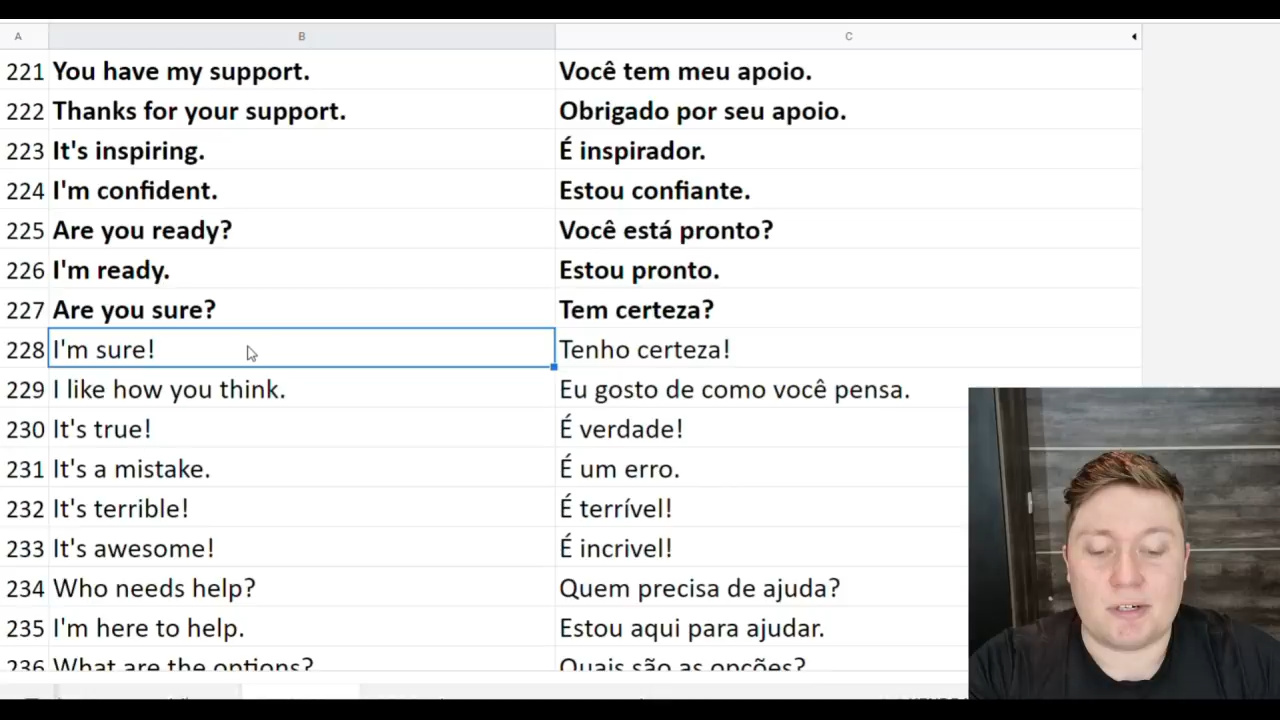 A B C
221 You have my support. Você tem meu apoio.
222 Thanks for your support. Obrigado por seu apoio.
223 It's inspiring. É inspirador.
224 I'm confident. Estou confiante.
225 Are you ready? Você está pronto?
226 I'm ready. Estou pronto.
227 Are you sure? Tem certeza?
228 I'm sure! Tenho certeza!
229 I like how you think. Eu gosto de como você pensa.
230 It's true! É verdade!
231 It's a mistake. É um erro.
232 It's terrible! É terrível!
233 It's awesome! É incrivel!
234 Who needs help? Quem precisa de ajuda?
235 I'm here to help. Estou aqui para ajudar.
236 What are the options? Quais são as opções?